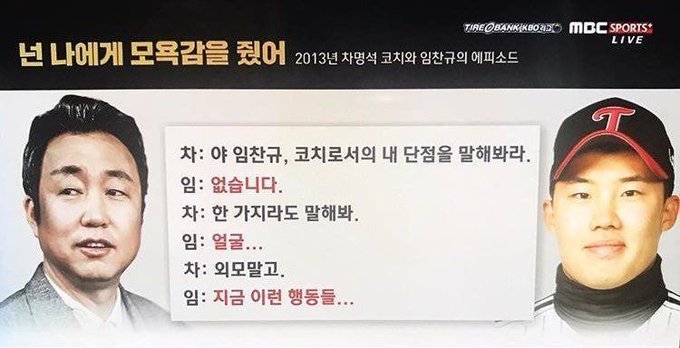 TIRE BANK KBO 리그
MBC SPORTS+
LIVE
넌 나에게 모욕감을 줬어 2013년 차명석 코치와 임찬규의 에피소드
차: 야 임찬규, 코치로서의 내 단점을 말해봐라.
임: 없습니다.
차: 한 가지라도 말해봐.
임: 얼굴...
차: 외모말고.
임: 지금 이런 행동들...
T